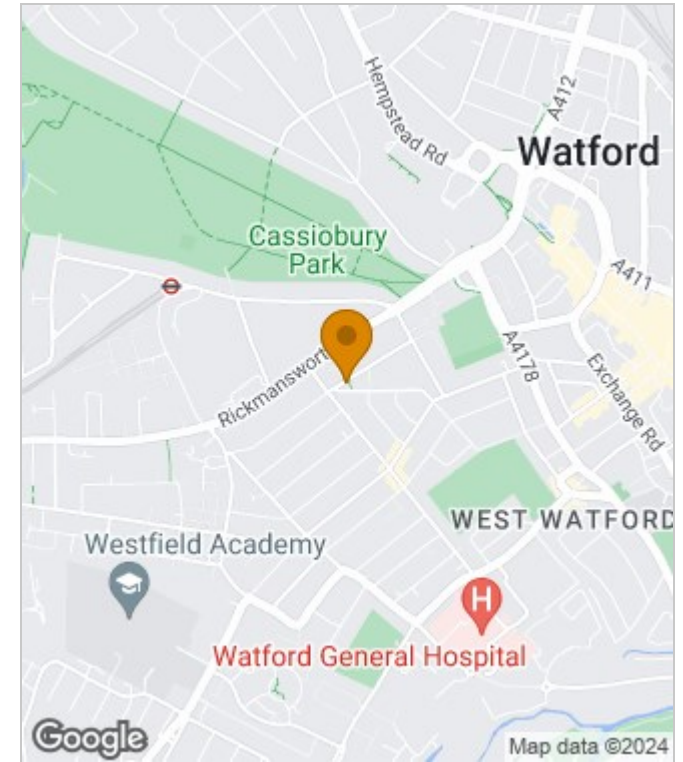 Hempstead Rd
A412
Watford
Cassiobury
Park
A411
Rickmanswort
A4178
Exchange Rd
WEST WATFORD
Westfield Academy
H
Watford General Hospital
Google
Map data ©2024